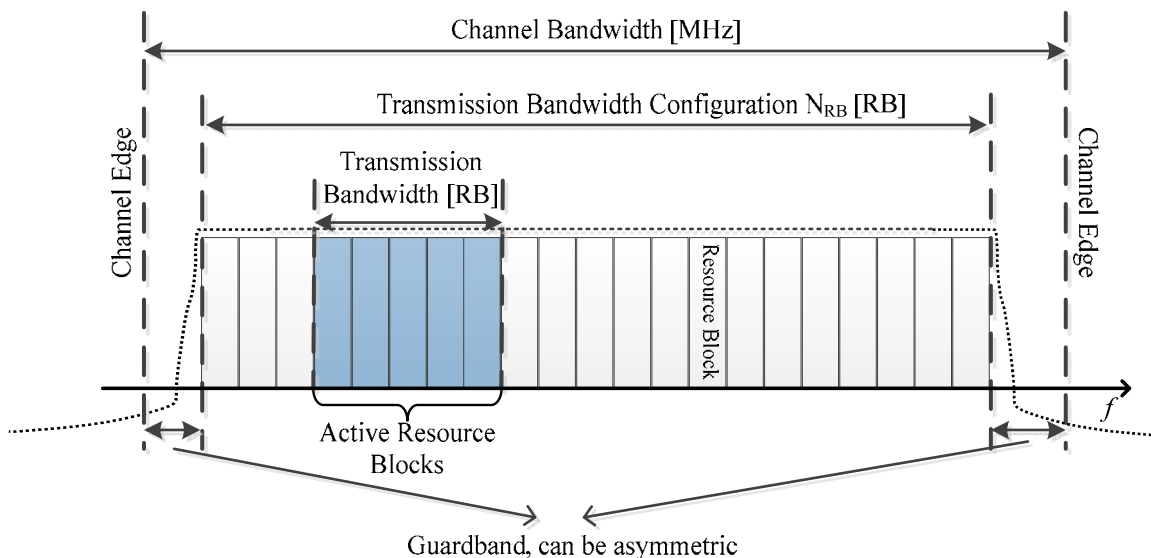 Channel Bandwidth [MHz]
Transmission Bandwidth Configuration N_RB [RB]
Transmission
Bandwidth [RB]
Channel Edge
Channel Edge
Resource Block
f
Active Resource
Blocks
Guardband, can be asymmetric